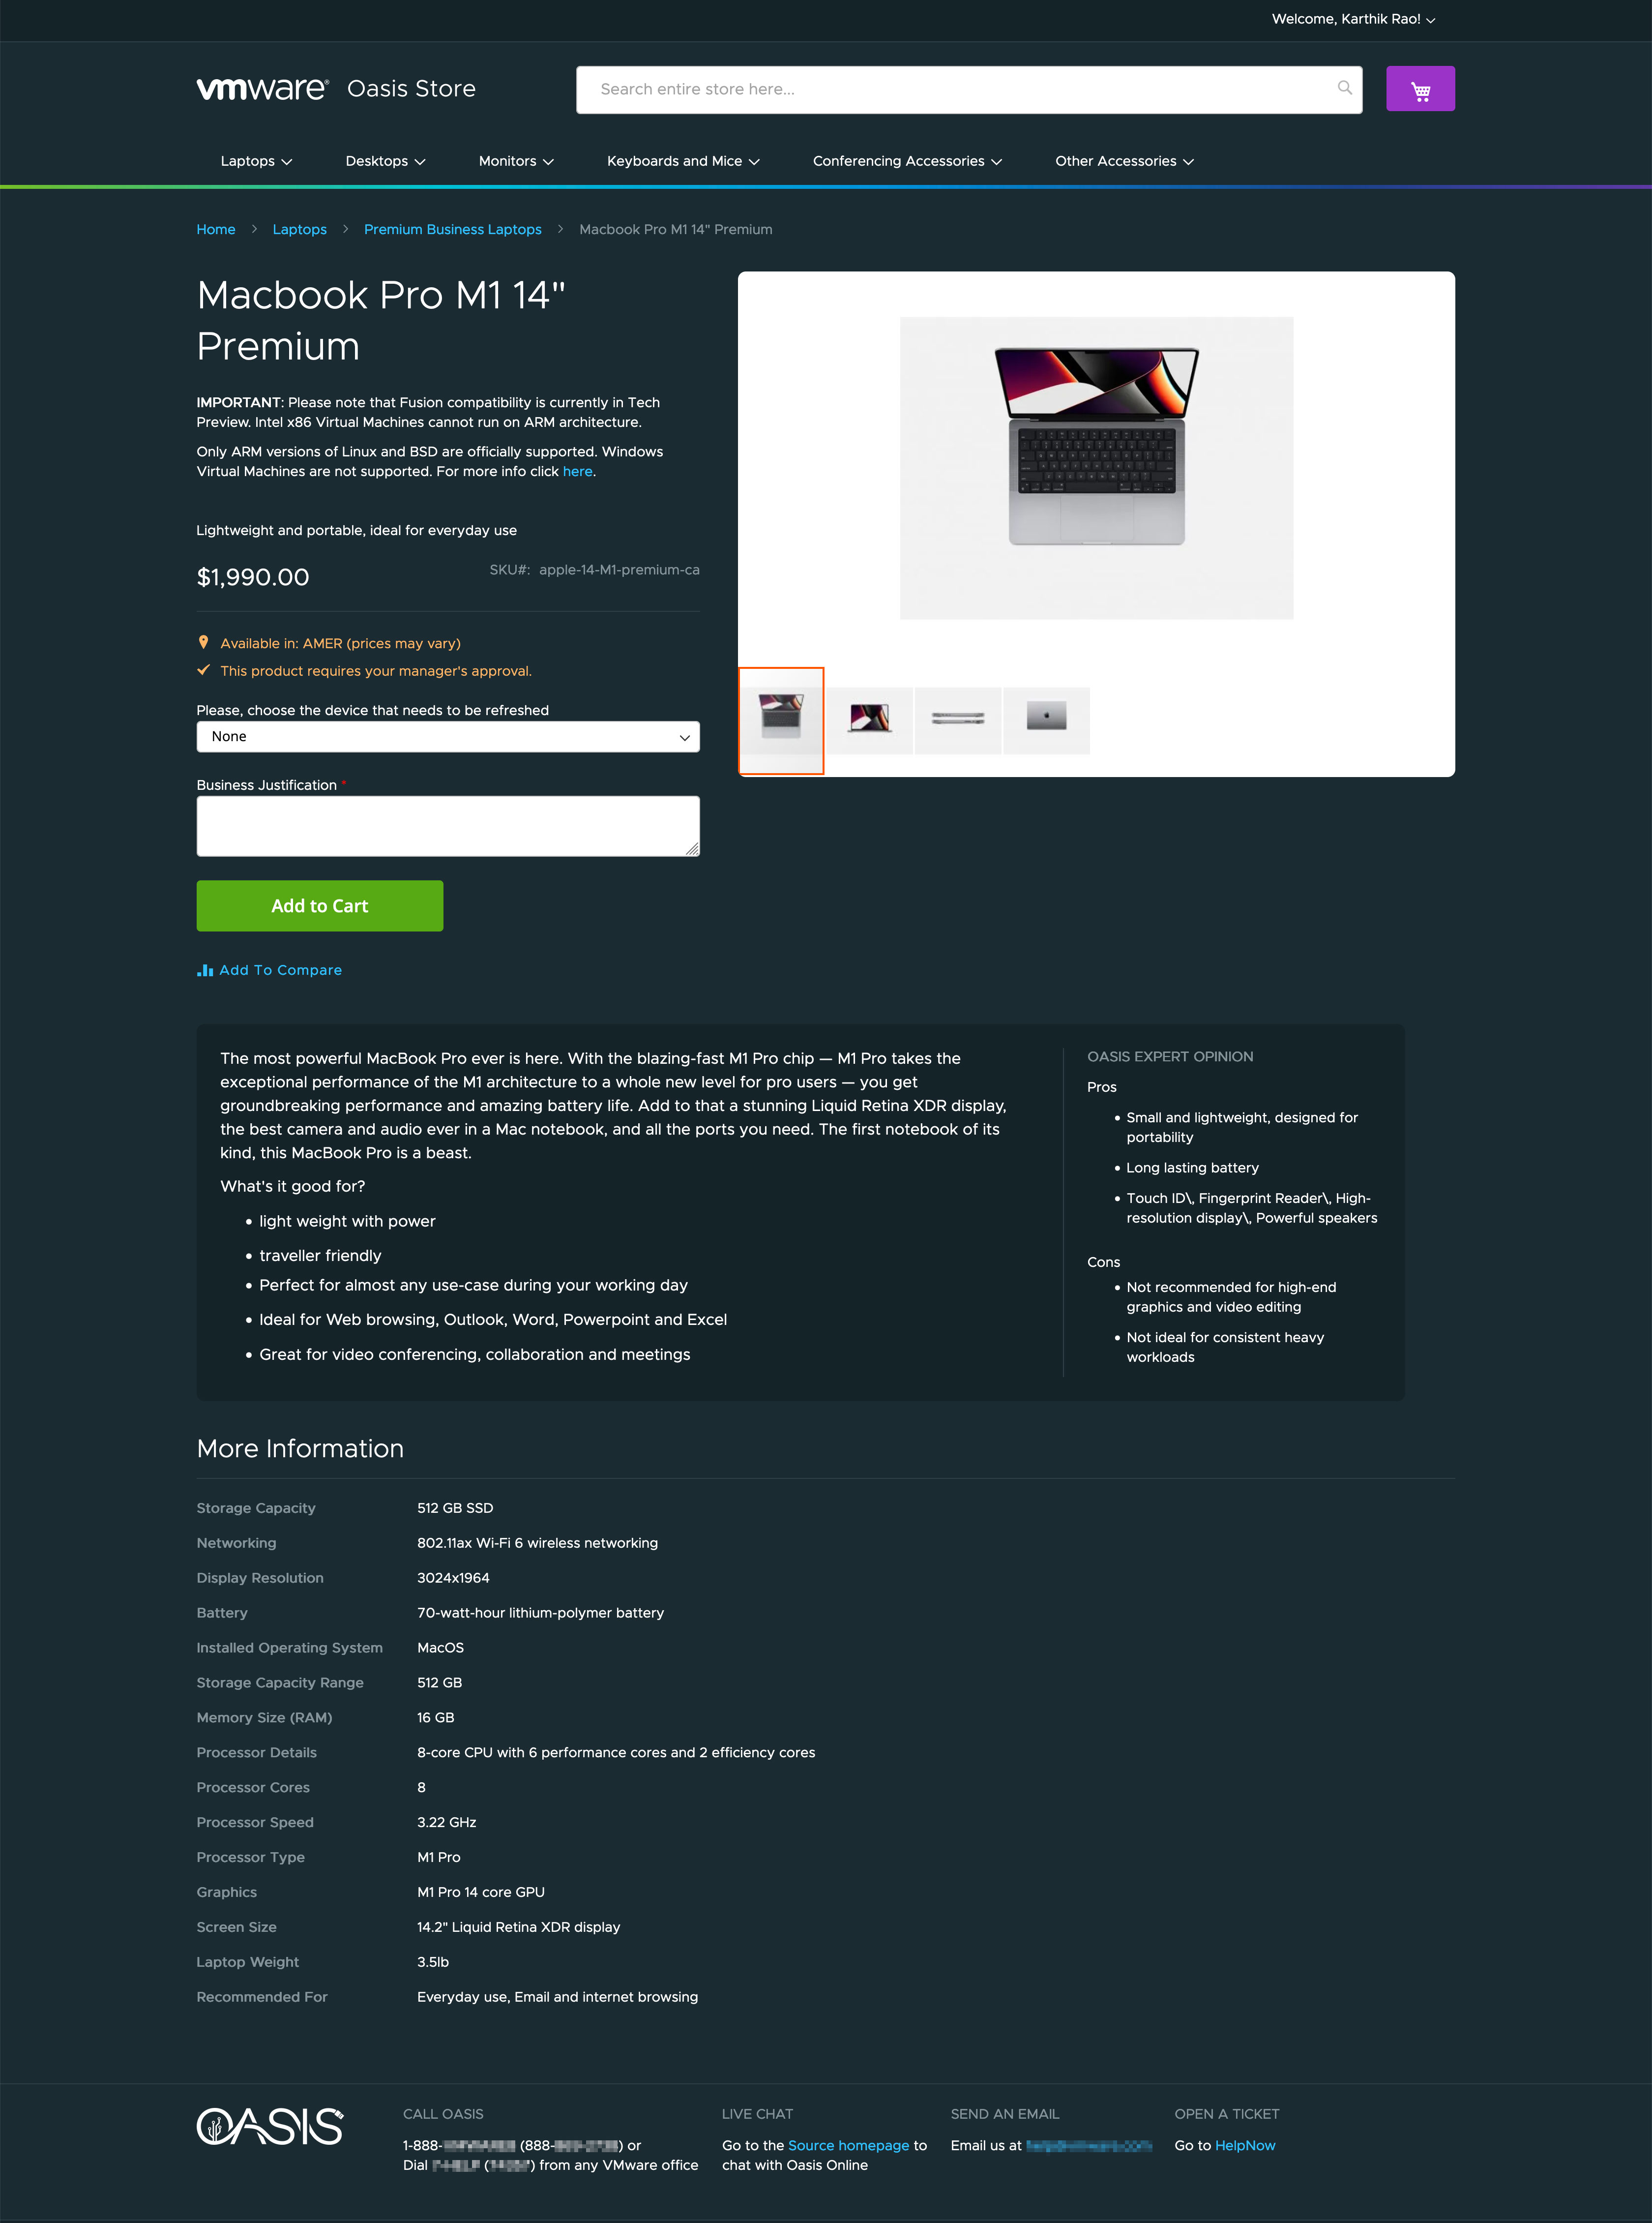 Welcome, Karthik Rao!
vmware® Oasis Store
Search entire store here...
Laptops
Desktops
Monitors
Keyboards and Mice
Conferencing Accessories
Other Accessories
Home > Laptops > Premium Business Laptops > Macbook Pro M1 14" Premium
Macbook Pro M1 14"
Premium
IMPORTANT: Please note that Fusion compatibility is currently in Tech
Preview. Intel x86 Virtual Machines cannot run on ARM architecture.
Only ARM versions of Linux and BSD are officially supported. Windows
Virtual Machines are not supported. For more info click here.
Lightweight and portable, ideal for everyday use
$1,990.00
SKU#: apple-14-M1-premium-ca
Available in: AMER (prices may vary)
This product requires your manager's approval.
Please, choose the device that needs to be refreshed
None
Business Justification *
Add to Cart
Add To Compare
The most powerful MacBook Pro ever is here. With the blazing-fast M1 Pro chip — M1 Pro takes the
exceptional performance of the M1 architecture to a whole new level for pro users — you get
groundbreaking performance and amazing battery life. Add to that a stunning Liquid Retina XDR display,
the best camera and audio ever in a Mac notebook, and all the ports you need. The first notebook of its
kind, this MacBook Pro is a beast.
What's it good for?
• light weight with power
• traveller friendly
• Perfect for almost any use-case during your working day
• Ideal for Web browsing, Outlook, Word, Powerpoint and Excel
• Great for video conferencing, collaboration and meetings
OASIS EXPERT OPINION
Pros
• Small and lightweight, designed for
portability
• Long lasting battery
• Touch ID\, Fingerprint Reader\, High-
resolution display\, Powerful speakers
Cons
• Not recommended for high-end
graphics and video editing
• Not ideal for consistent heavy
workloads
More Information
Storage Capacity 512 GB SSD
Networking 802.11ax Wi-Fi 6 wireless networking
Display Resolution 3024x1964
Battery 70-watt-hour lithium-polymer battery
Installed Operating System MacOS
Storage Capacity Range 512 GB
Memory Size (RAM) 16 GB
Processor Details 8-core CPU with 6 performance cores and 2 efficiency cores
Processor Cores 8
Processor Speed 3.22 GHz
Processor Type M1 Pro
Graphics M1 Pro 14 core GPU
Screen Size 14.2" Liquid Retina XDR display
Laptop Weight 3.5lb
Recommended For Everyday use, Email and internet browsing
OASIS
CALL OASIS
1-888- (888- ) or
Dial ( ) from any VMware office
LIVE CHAT
Go to the Source homepage to
chat with Oasis Online
SEND AN EMAIL
Email us at
OPEN A TICKET
Go to HelpNow